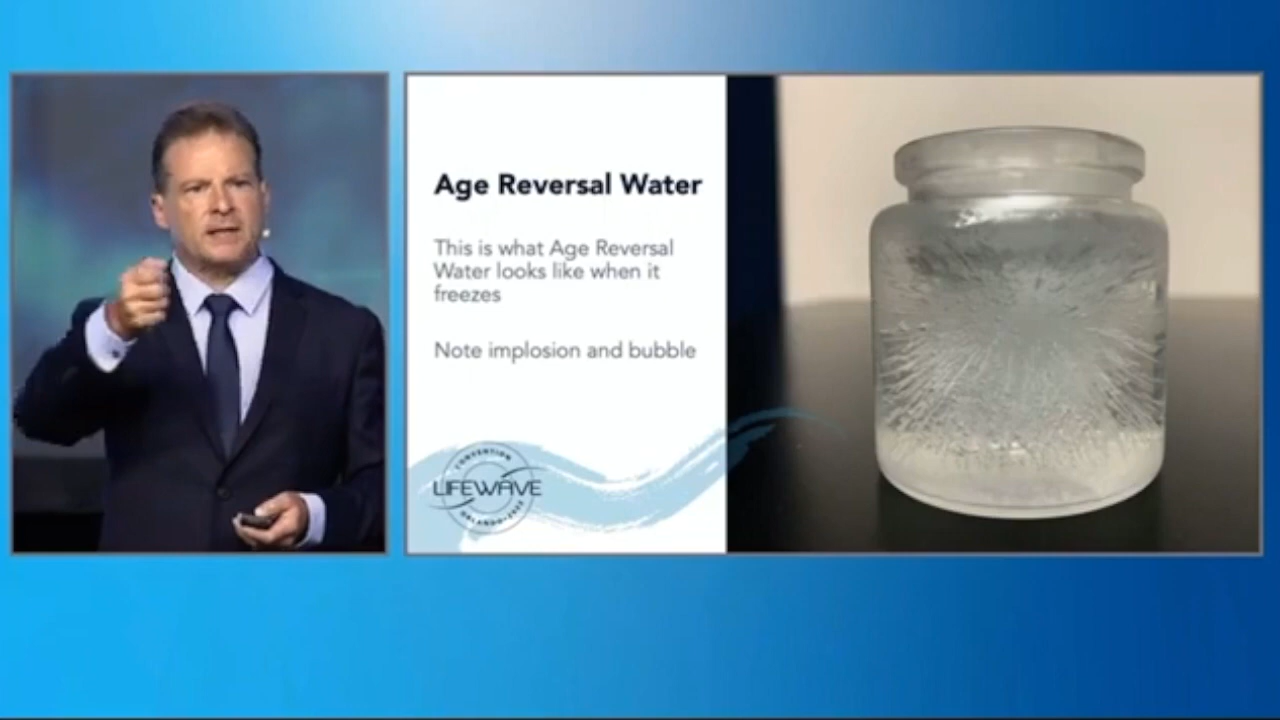 Age Reversal Water
This is what Age Reversal
Water looks like when it
freezes
Note implosion and bubble
CONVENTION
LIFEWAVE
ORLANDO